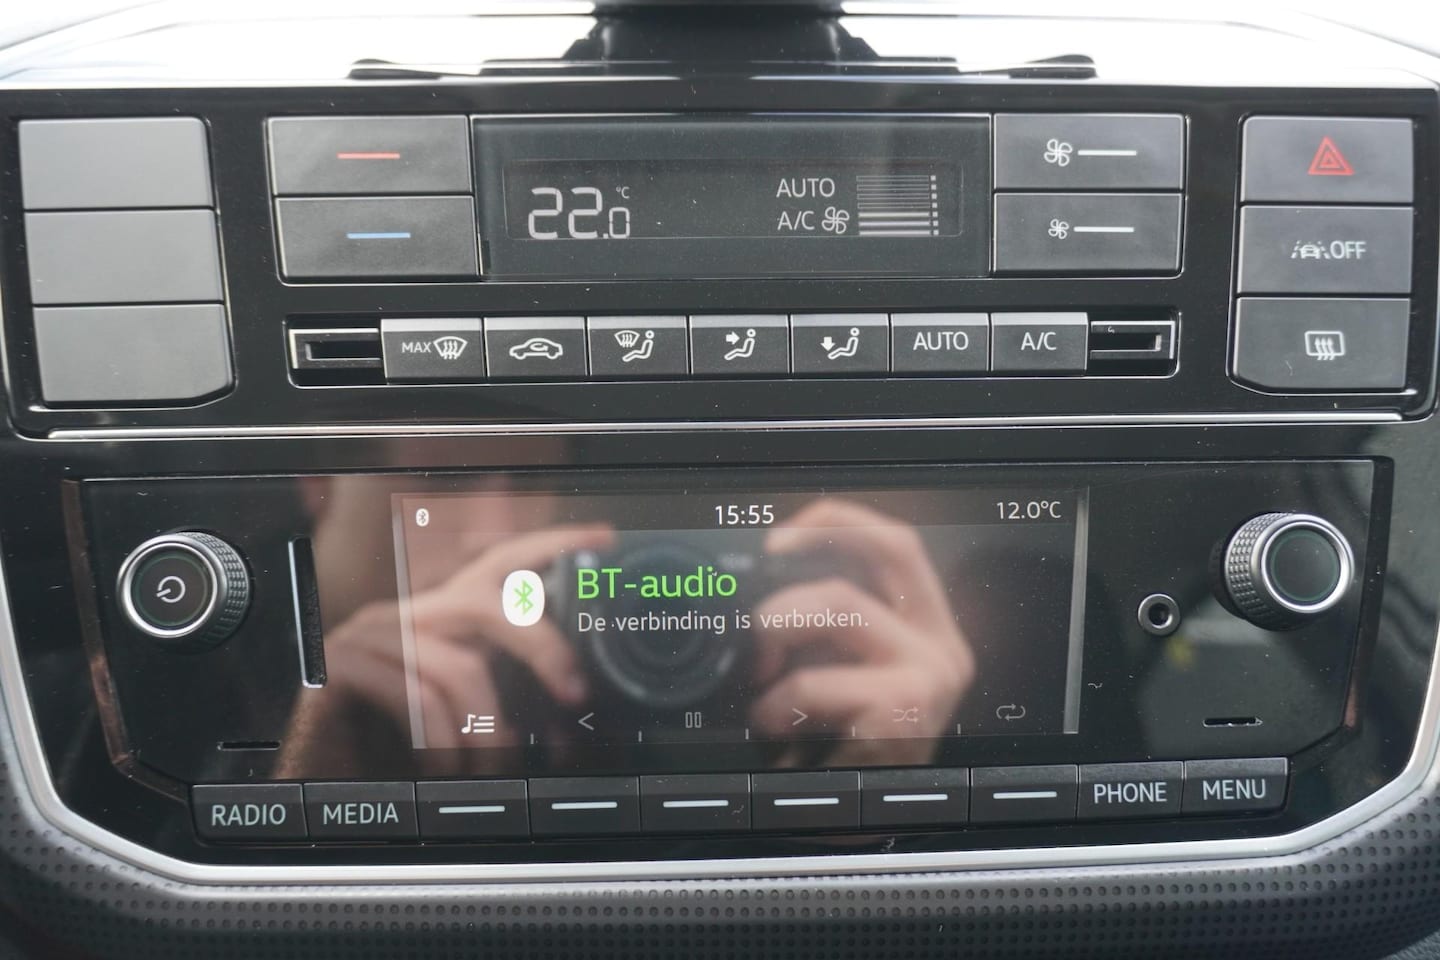 22.0 °C
AUTO
A/C
OFF
MAX
AUTO
A/C
15:55
12.0°C
BT-audio
De verbinding is verbroken.
RADIO
MEDIA
PHONE
MENU